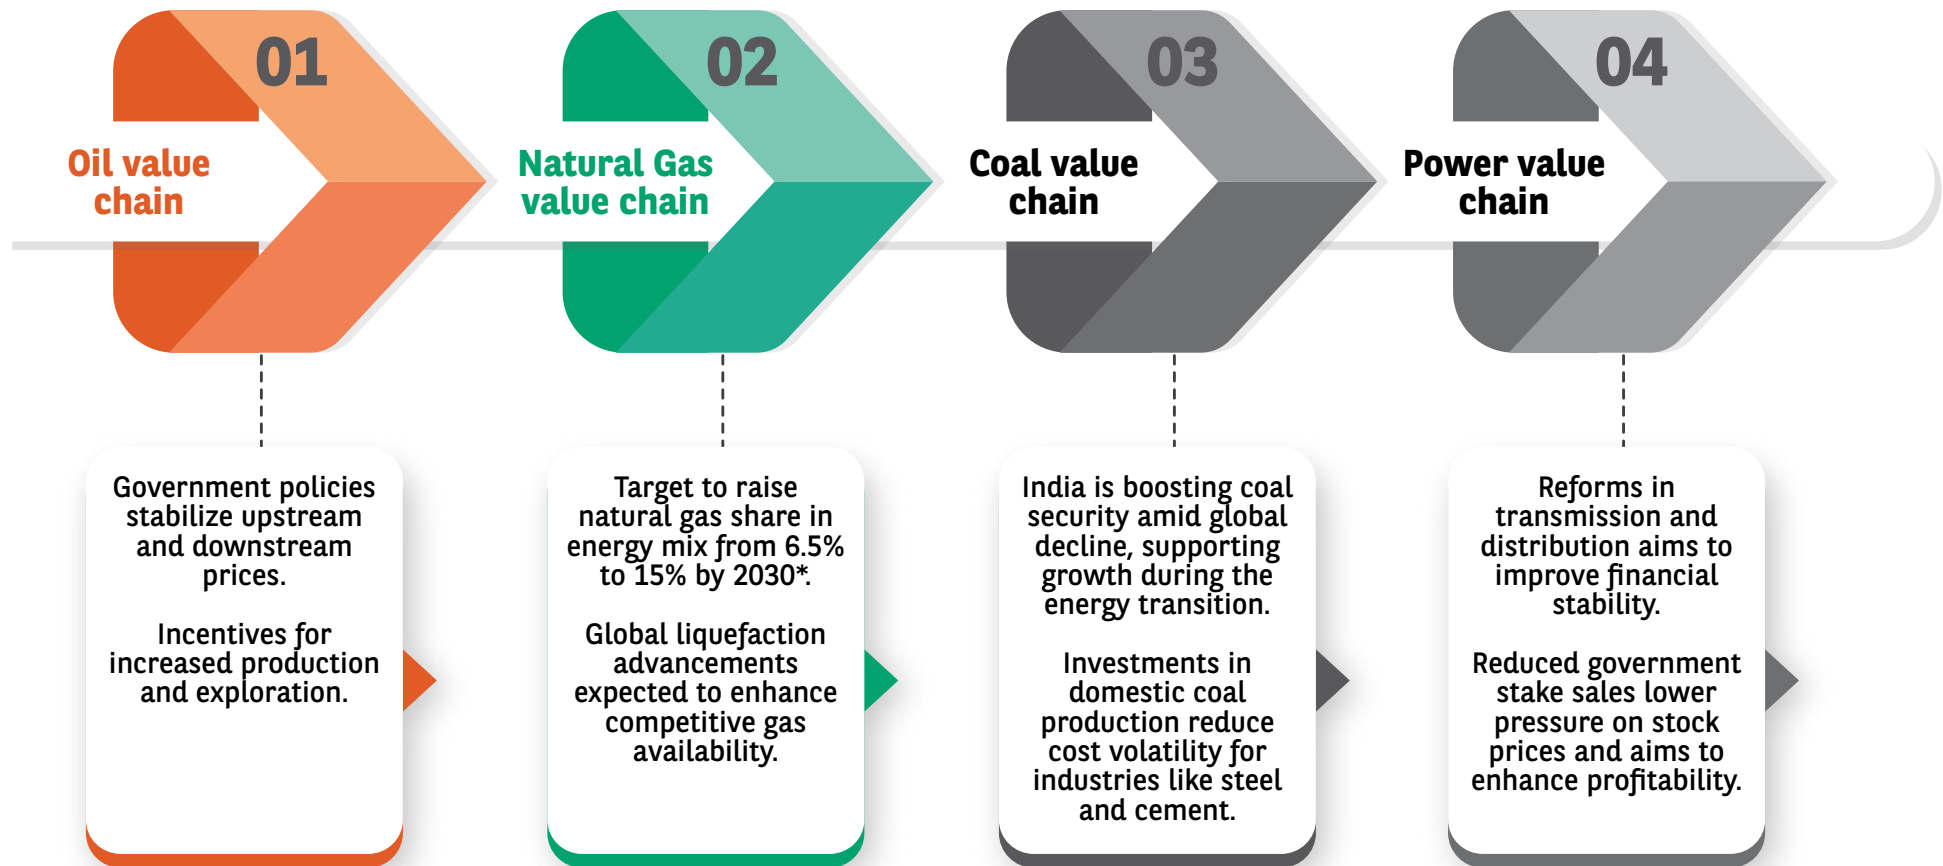 01
Oil value
chain
02
Natural Gas
value chain
03
Coal value
chain
04
Power value
chain
Government policies
stabilize upstream
and downstream
prices.
Incentives for
increased production
and exploration.
Target to raise
natural gas share in
energy mix from 6.5%
to 15% by 2030*.
Global liquefaction
advancements
expected to enhance
competitive gas
availability.
India is boosting coal
security amid global
decline, supporting
growth during the
energy transition.
Investments in
domestic coal
production reduce
cost volatility for
industries like steel
and cement.
Reforms in
transmission and
distribution aims to
improve financial
stability.
Reduced government
stake sales lower
pressure on stock
prices and aims to
enhance profitability.